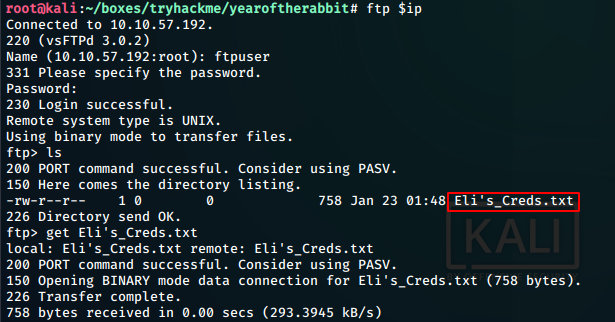 root@kali:~/boxes/tryhackme/yearoftherabbit# ftp $ip
Connected to 10.10.57.192.
220 (vsFTPd 3.0.2)
Name (10.10.57.192:root): ftpuser
331 Please specify the password.
Password:
230 Login successful.
Remote system type is UNIX.
Using binary mode to transfer files.
ftp> ls
200 PORT command successful. Consider using PASV.
150 Here comes the directory listing.
-rw-r--r--    1 0        0             758 Jan 23 01:48 Eli's_Creds.txt
226 Directory send OK.
ftp> get Eli's_Creds.txt
local: Eli's_Creds.txt remote: Eli's_Creds.txt
200 PORT command successful. Consider using PASV.
150 Opening BINARY mode data connection for Eli's_Creds.txt (758 bytes).
226 Transfer complete.
758 bytes received in 0.00 secs (293.3945 kB/s)
KALI